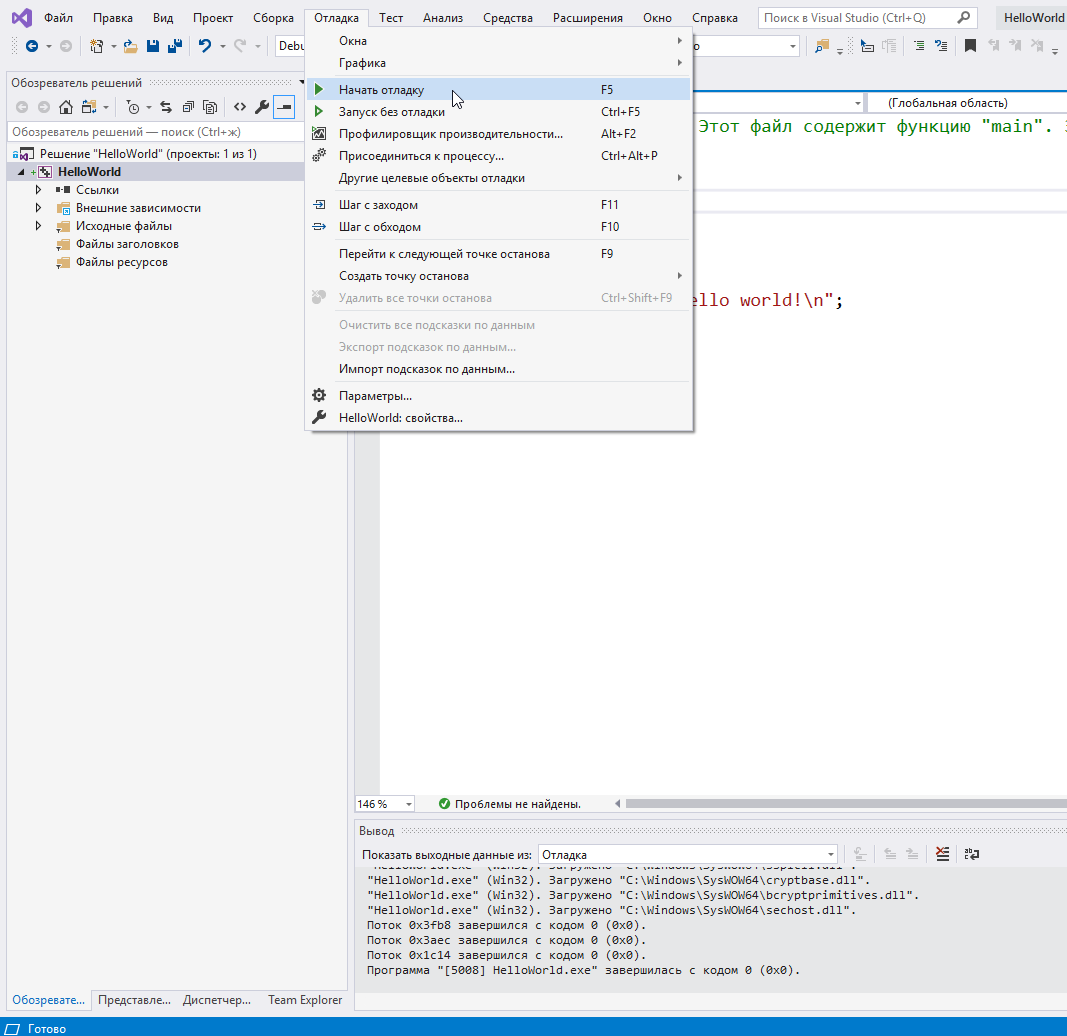 Файл Правка Вид Проект Сборка Отладка Тест Анализ Средства Расширения Окно Справка Поиск в Visual Studio (Ctrl+Q) HelloWorld
Debu
Обозреватель решений
Обозреватель решений — поиск (Ctrl+ж)
Решение "HelloWorld" (проекты: 1 из 1)
HelloWorld
Ссылки
Внешние зависимости
Исходные файлы
Файлы заголовков
Файлы ресурсов
Окна
Графика
Начать отладку F5
Запуск без отладки Ctrl+F5
Профилировщик производительности... Alt+F2
Присоединиться к процессу... Ctrl+Alt+P
Другие целевые объекты отладки
Шаг с заходом F11
Шаг с обходом F10
Перейти к следующей точке останова F9
Создать точку останова
Удалить все точки останова Ctrl+Shift+F9
Очистить все подсказки по данным
Экспорт подсказок по данным...
Импорт подсказок по данным...
Параметры...
HelloWorld: свойства...
(Глобальная область)
Этот файл содержит функцию "main".
ello world!\n";
146 %
Проблемы не найдены.
Вывод
Показать выходные данные из: Отладка
"HelloWorld.exe" (Win32). Загружено "C:\Windows\SysWOW64\cryptbase.dll".
"HelloWorld.exe" (Win32). Загружено "C:\Windows\SysWOW64\bcryptprimitives.dll".
"HelloWorld.exe" (Win32). Загружено "C:\Windows\SysWOW64\sechost.dll".
Поток 0x3fb8 завершился с кодом 0 (0x0).
Поток 0x3aec завершился с кодом 0 (0x0).
Поток 0x1c14 завершился с кодом 0 (0x0).
Программа "[5008] HelloWorld.exe" завершилась с кодом 0 (0x0).
Обозревате... Представле... Диспетчер... Team Explorer
Готово